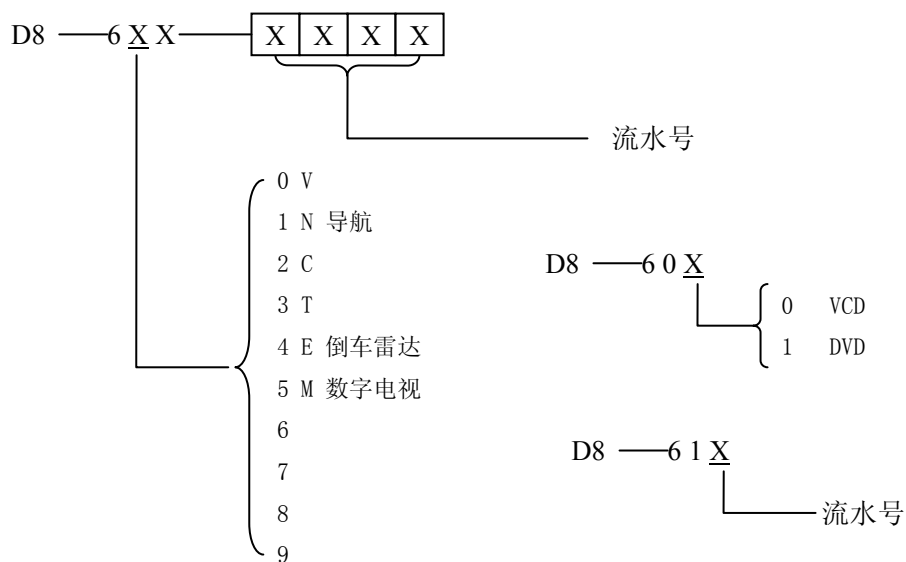 D8 ——6 X X—— X X X X
流水号
0 V
1 N 导航
2 C
3 T
4 E 倒车雷达
5 M 数字电视
6
7
8
9
D8 ——6 0 X
0 VCD
1 DVD
D8 ——6 1 X
流水号